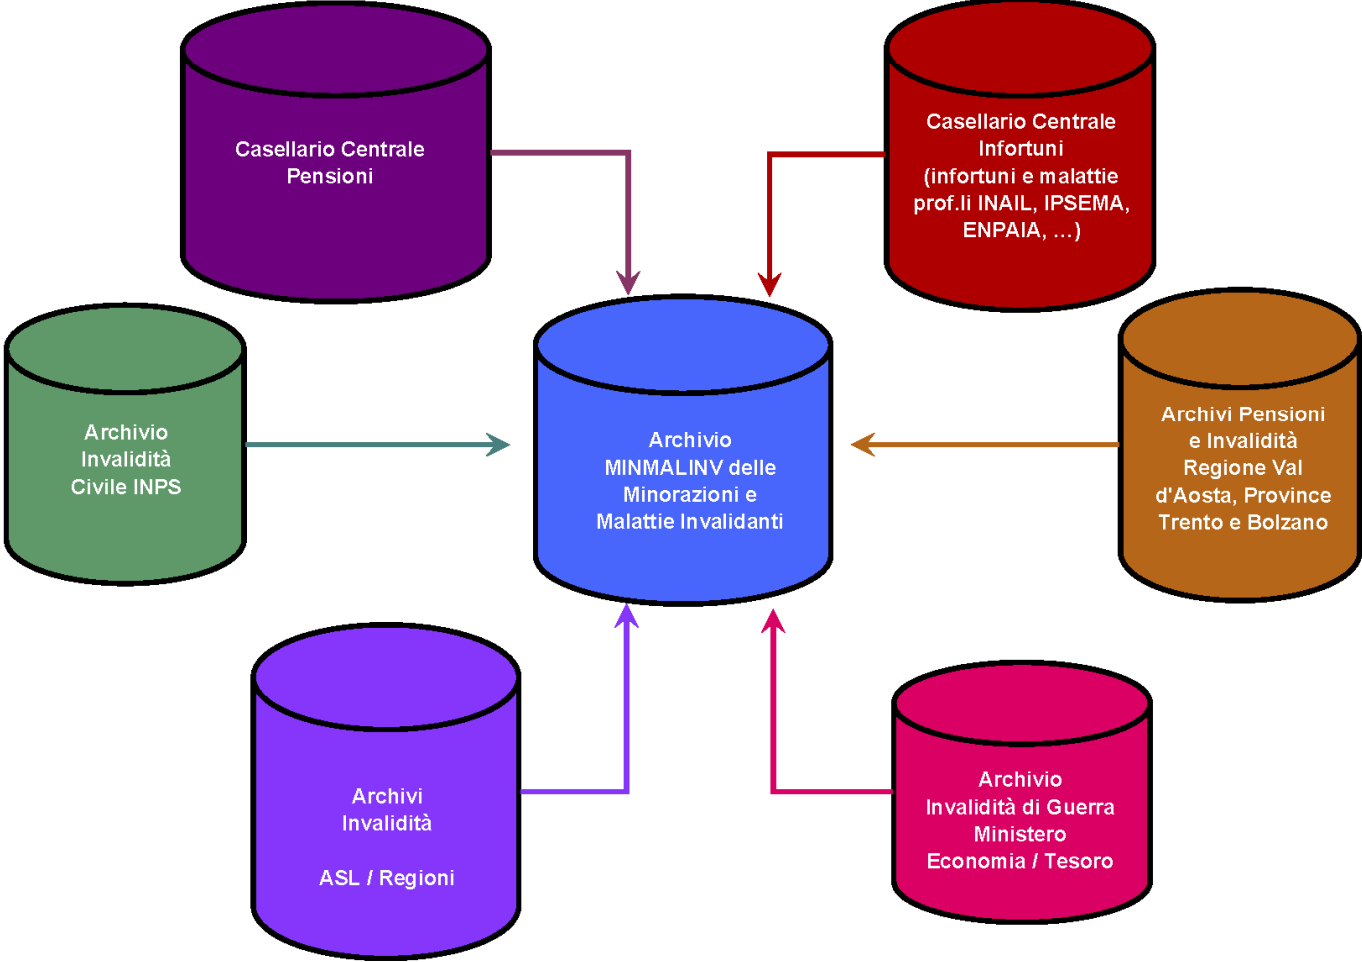 Casellario Centrale
Pensioni
Casellario Centrale
Infortuni
(infortuni e malattie
prof.li INAIL, IPSEMA,
ENPAIA, ...)
Archivio
Invalidità
Civile INPS
Archivio
MINMALINV delle
Minorazioni e
Malattie Invalidanti
Archivi Pensioni
e Invalidità
Regione Val
d'Aosta, Province
Trento e Bolzano
Archivi
Invalidità
ASL / Regioni
Archivio
Invalidità di Guerra
Ministero
Economia / Tesoro